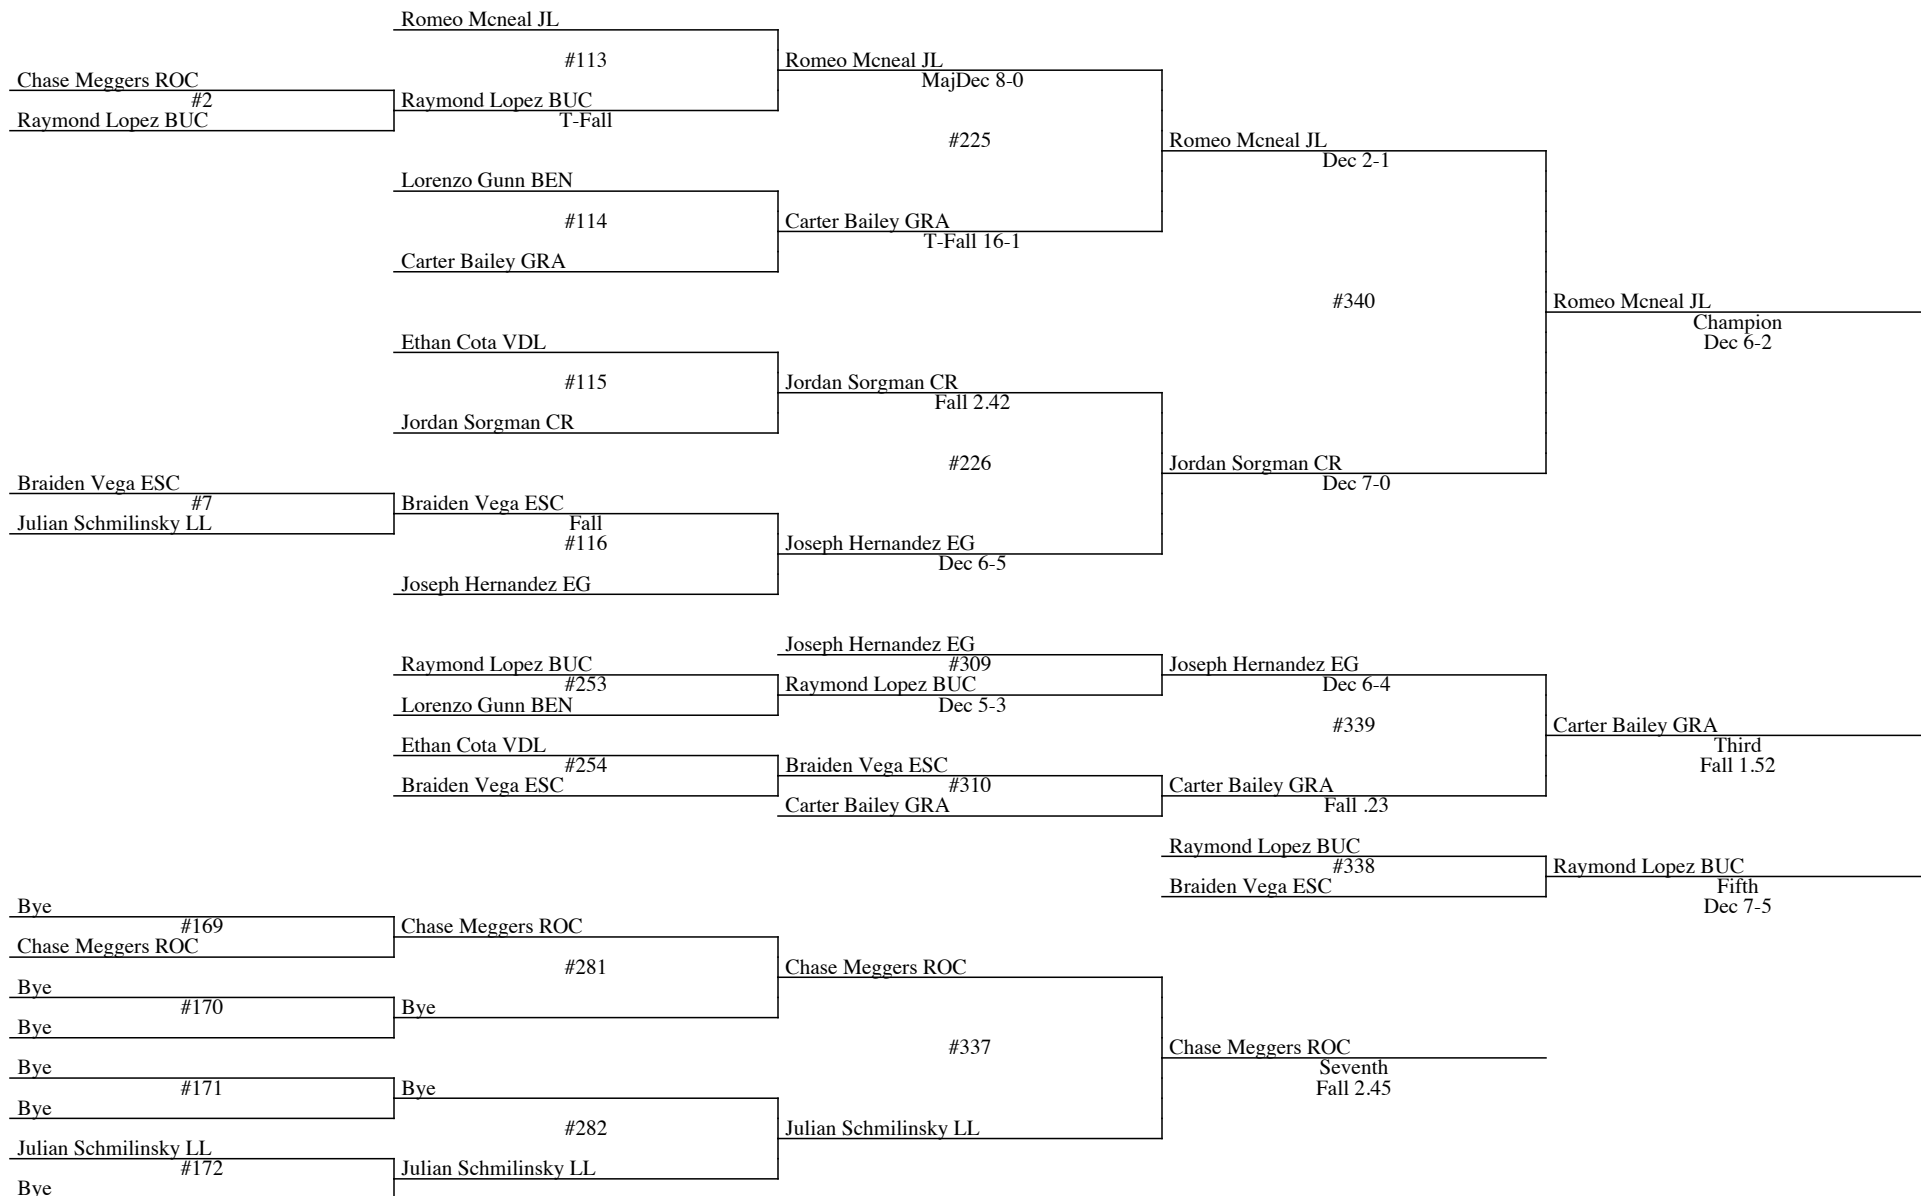 Romeo Mcneal JL
#113
Romeo Mcneal JL
MajDec 8-0
Chase Meggers ROC
#2
Raymond Lopez BUC
Raymond Lopez BUC
T-Fall
#225
Romeo Mcneal JL
Dec 2-1
Lorenzo Gunn BEN
#114
Carter Bailey GRA
T-Fall 16-1
Carter Bailey GRA
#340
Romeo Mcneal JL
Champion
Dec 6-2
Ethan Cota VDL
#115
Jordan Sorgman CR
Fall 2.42
Jordan Sorgman CR
#226
Jordan Sorgman CR
Dec 7-0
Braiden Vega ESC
#7
Julian Schmilinsky LL
Braiden Vega ESC
Fall
#116
Joseph Hernandez EG
Dec 6-5
Joseph Hernandez EG
Joseph Hernandez EG
#309
Raymond Lopez BUC
#253
Lorenzo Gunn BEN
Raymond Lopez BUC
Dec 5-3
Joseph Hernandez EG
Dec 6-4
#339
Carter Bailey GRA
Third
Fall 1.52
Ethan Cota VDL
#254
Braiden Vega ESC
Braiden Vega ESC
#310
Carter Bailey GRA
Carter Bailey GRA
Fall .23
Raymond Lopez BUC
#338
Braiden Vega ESC
Raymond Lopez BUC
Fifth
Dec 7-5
Bye
#169
Chase Meggers ROC
Chase Meggers ROC
#281
Chase Meggers ROC
Bye
#170
Bye
Bye
#337
Chase Meggers ROC
Seventh
Fall 2.45
Bye
#171
Bye
Bye
#282
Julian Schmilinsky LL
Julian Schmilinsky LL
#172
Bye
Julian Schmilinsky LL